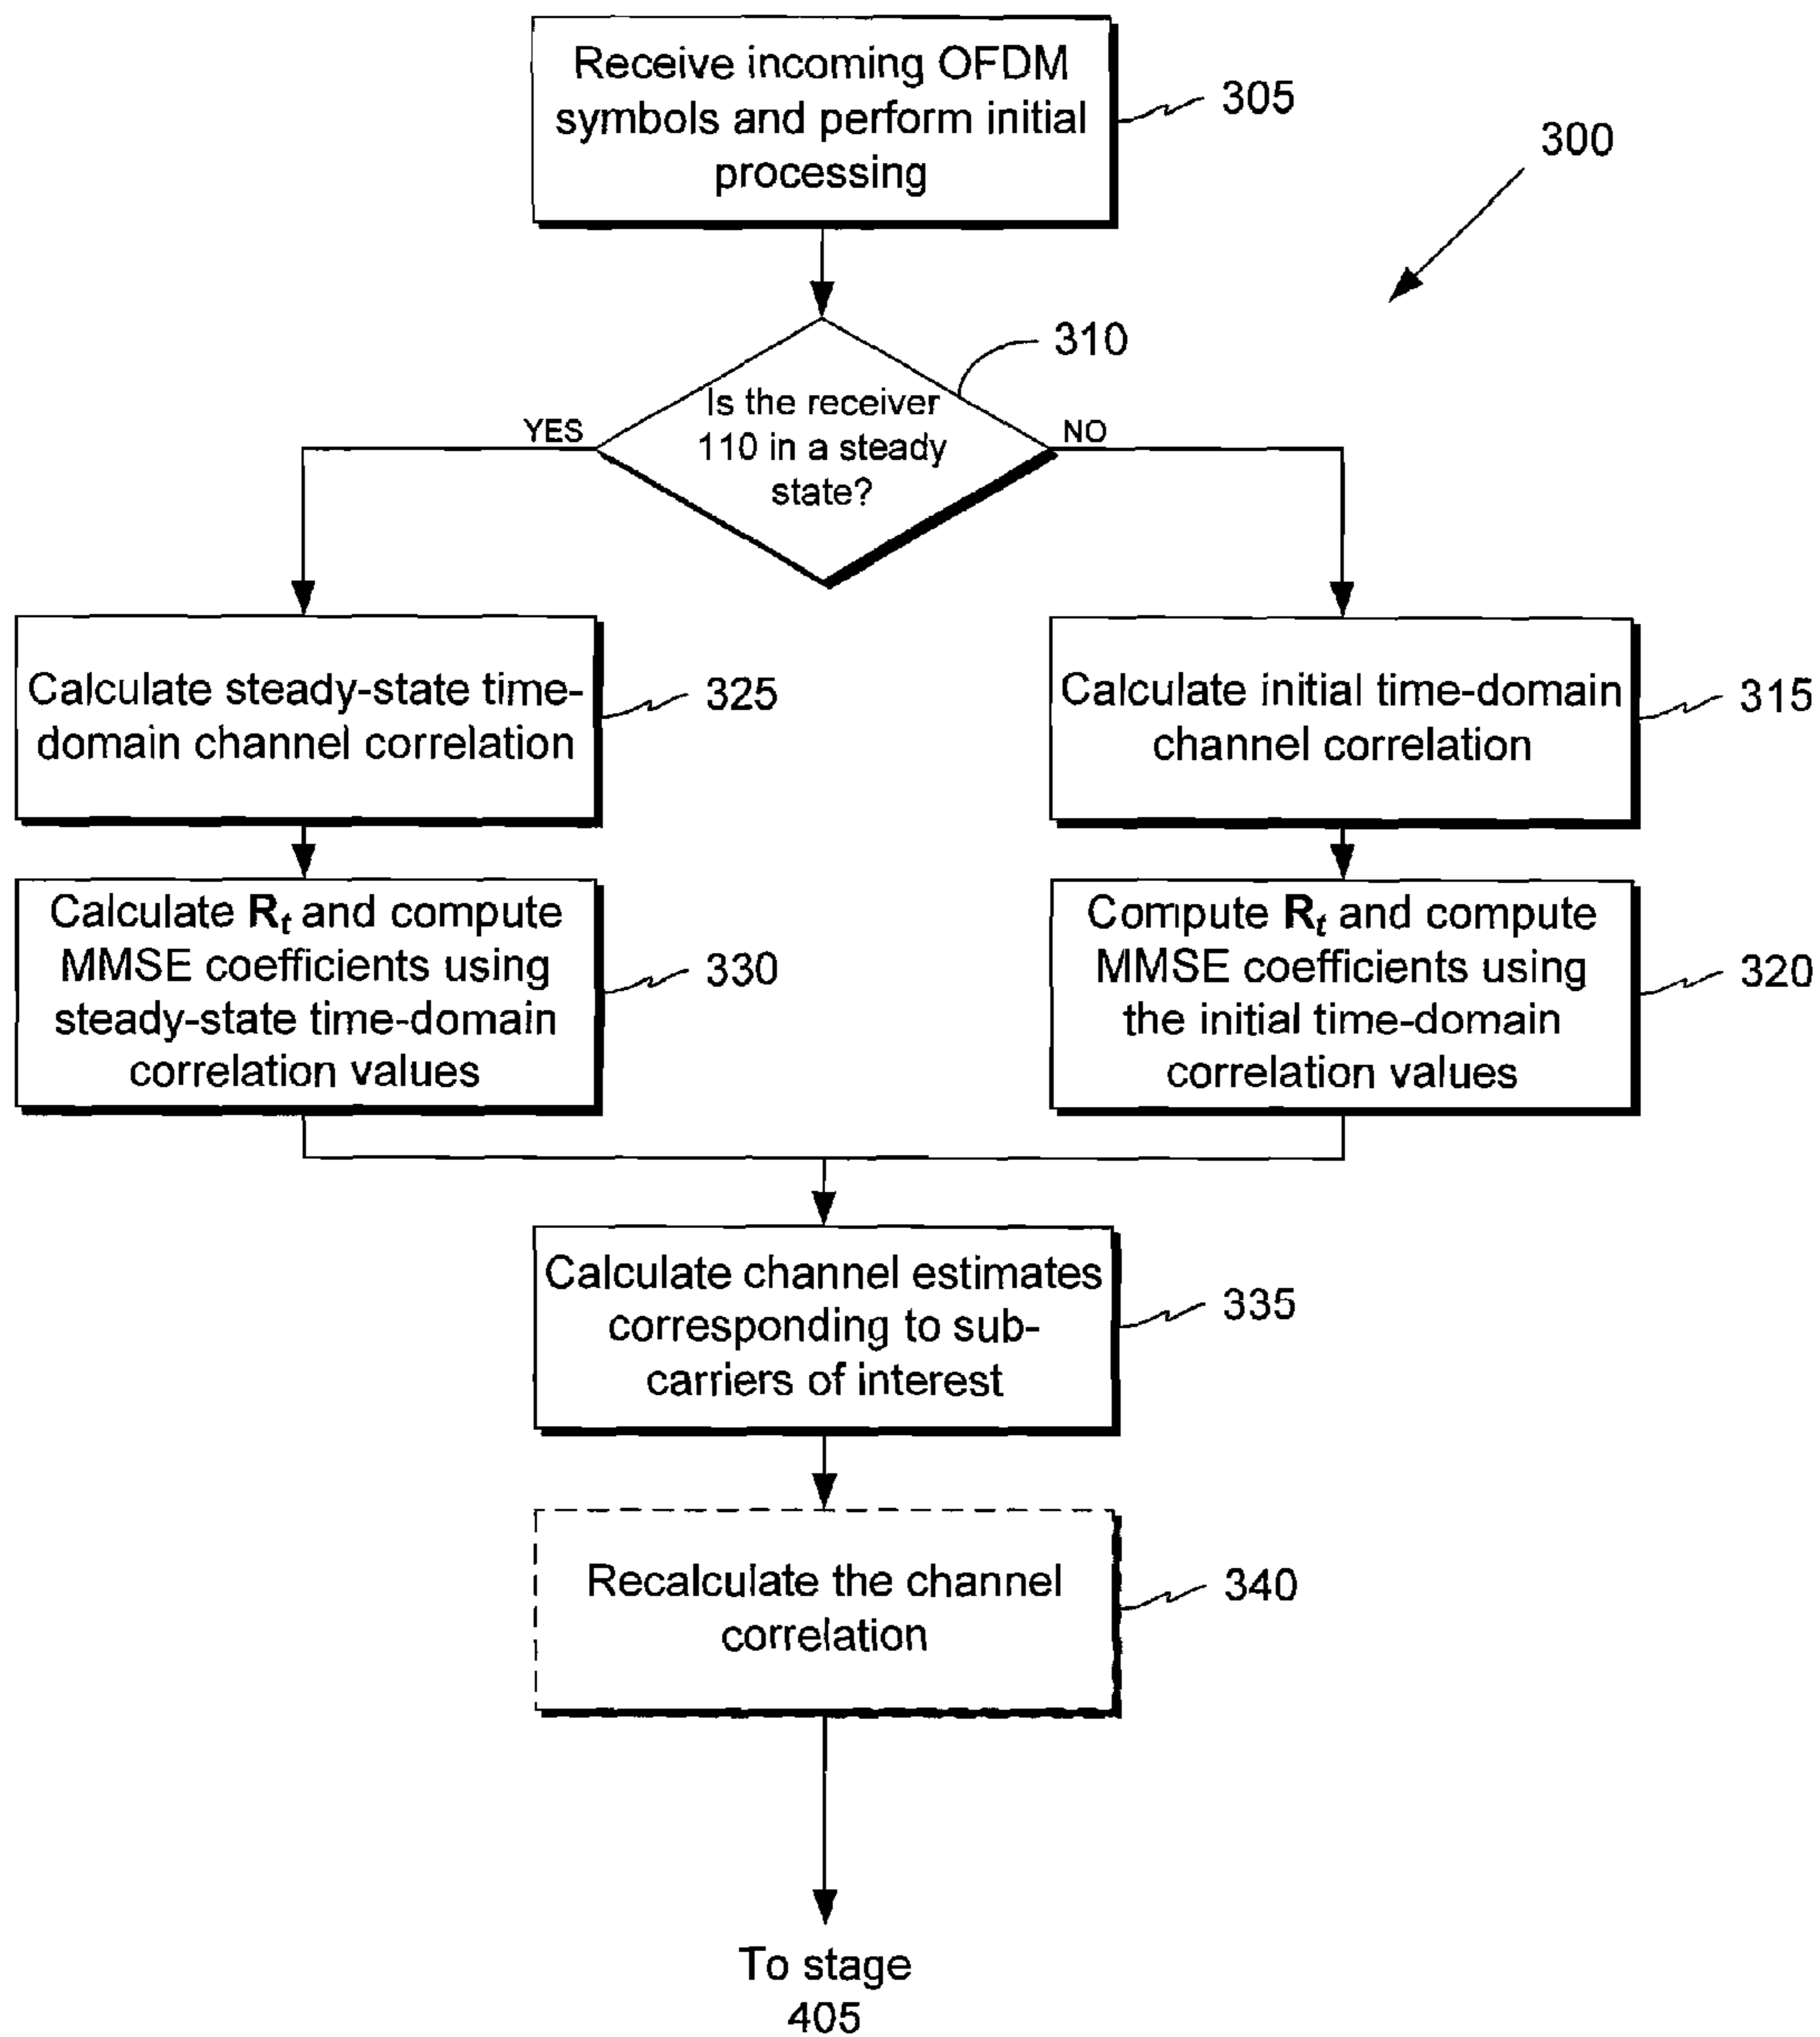 Receive incoming OFDM
symbols and perform initial
processing
305
300
310
Is the receiver
110 in a steady
state?
YES
NO
Calculate steady-state time-
domain channel correlation
325
Calculate initial time-domain
channel correlation
315
Calculate Rt and compute
MMSE coefficients using
steady-state time-domain
correlation values
330
Compute Rt and compute
MMSE coefficients using
the initial time-domain
correlation values
320
Calculate channel estimates
corresponding to sub-
carriers of interest
335
Recalculate the channel
correlation
340
To stage
405